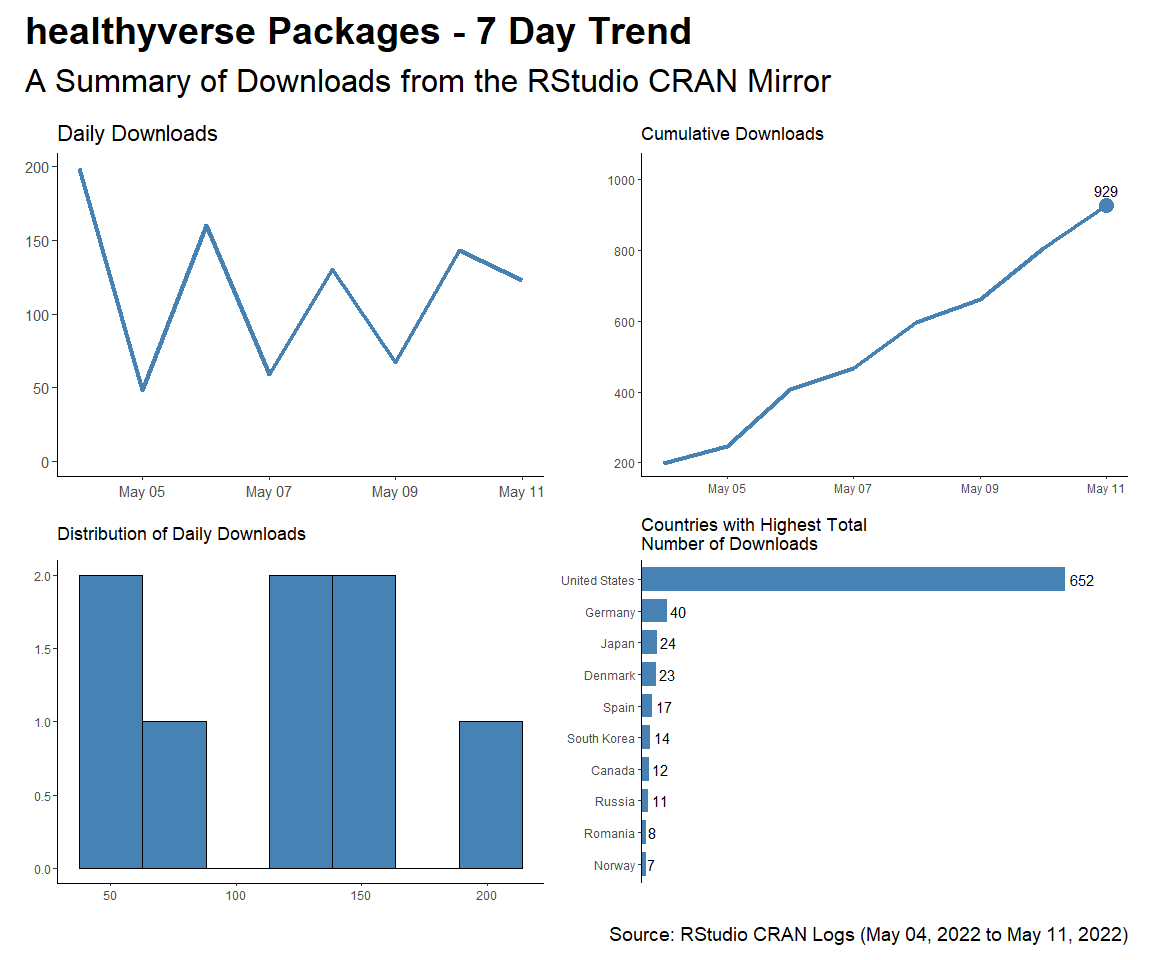 healthyverse Packages - 7 Day Trend
A Summary of Downloads from the RStudio CRAN Mirror
Daily Downloads
200
150
100
50
0
May 05 May 07 May 09 May 11
Cumulative Downloads
1000
800
600
400
200
929
May 05 May 07 May 09 May 11
Distribution of Daily Downloads
2.0
1.5
1.0
0.5
0.0
50 100 150 200
Countries with Highest Total
Number of Downloads
United States 652
Germany 40
Japan 24
Denmark 23
Spain 17
South Korea 14
Canada 12
Russia 11
Romania 8
Norway 7
Source: RStudio CRAN Logs (May 04, 2022 to May 11, 2022)